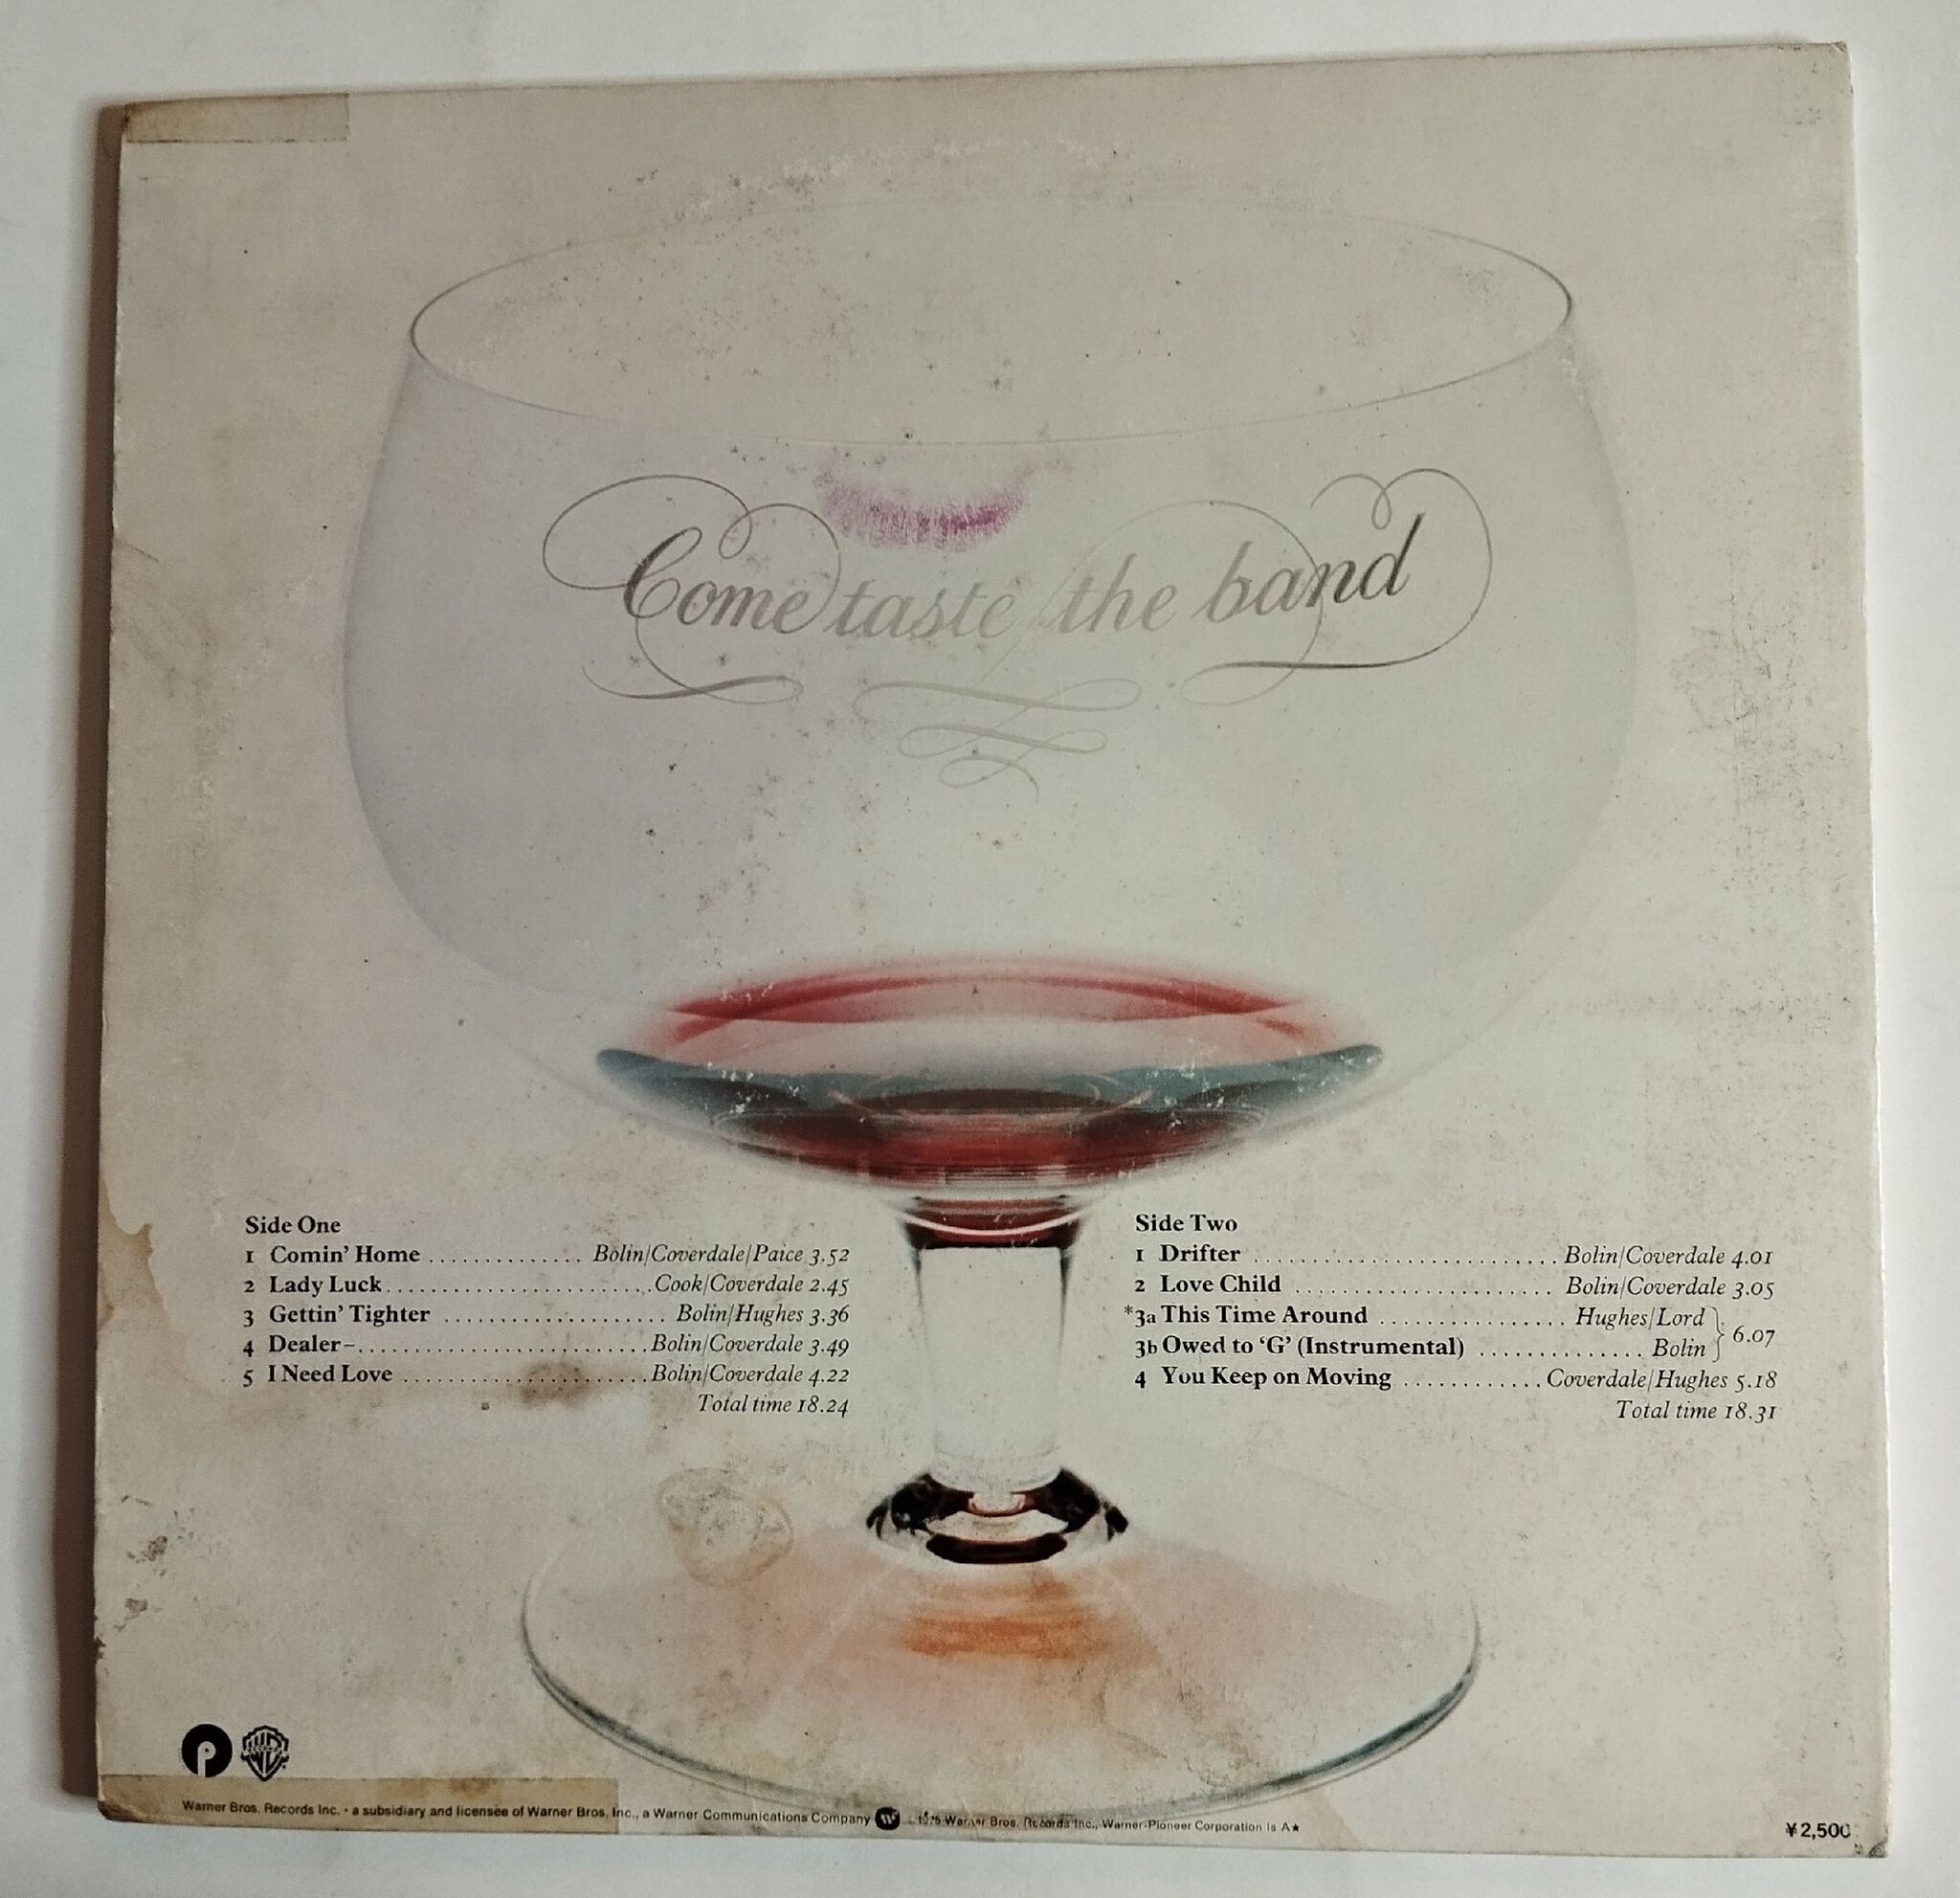 Come taste the band
Side One
1 Comin' Home .............. Bolin/Coverdale/Paice 3.52
2 Lady Luck ........................ Cook/Coverdale 2.45
3 Gettin' Tighter .................... Bolin/Hughes 3.36
4 Dealer .......................... Bolin/Coverdale 3.49
5 I Need Love ...................... Bolin/Coverdale 4.22
Total time 18.24
Side Two
1 Drifter .......................... Bolin/Coverdale 4.01
2 Love Child ...................... Bolin/Coverdale 3.05
*3a This Time Around ................ Hughes/Lord
3b Owed to 'G' (Instrumental) .............. Bolin } 6.07
4 You Keep on Moving ............ Coverdale/Hughes 5.18
Total time 18.31
P WB
Warner Bros. Records Inc. · a subsidiary and licensee of Warner Bros. Inc., a Warner Communications Company 1975 Warner Bros. Records Inc., Warner-Pioneer Corporation Is A★
¥2,500